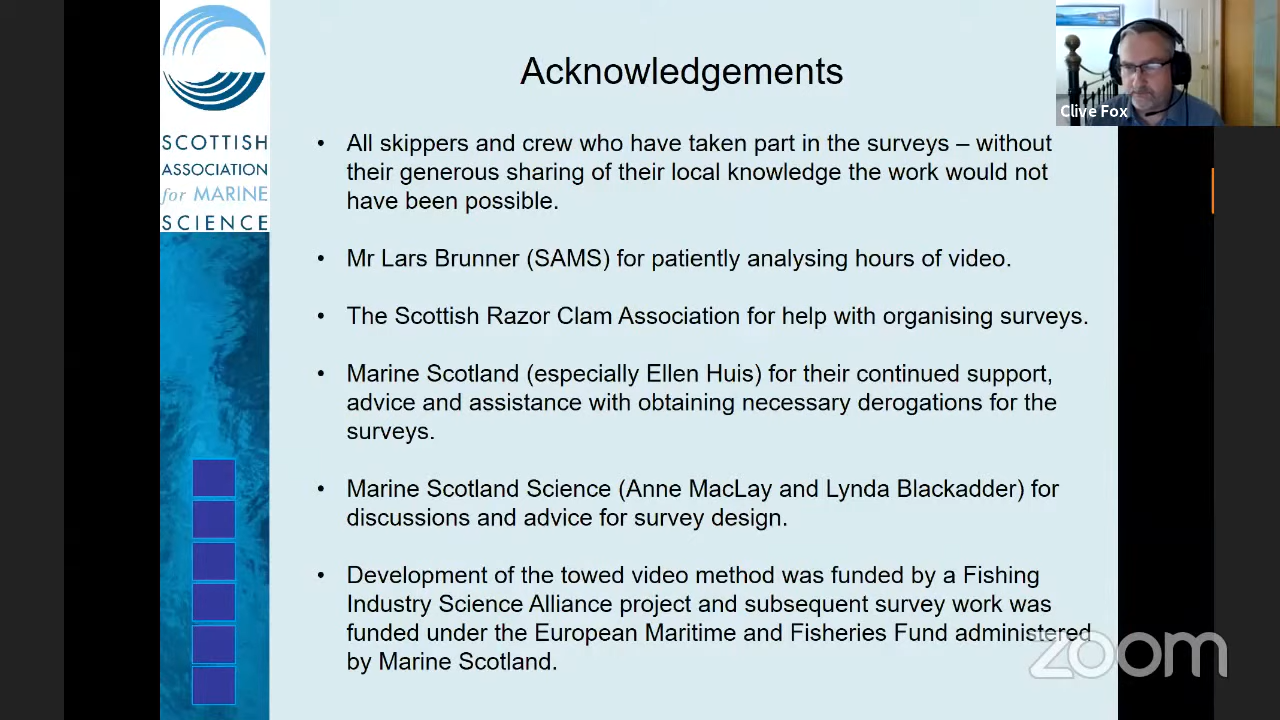 SCOTTISH
ASSOCIATION
for MARINE
SCIENCE
Acknowledgements
Clive Fox
• All skippers and crew who have taken part in the surveys – without
their generous sharing of their local knowledge the work would not
have been possible.
• Mr Lars Brunner (SAMS) for patiently analysing hours of video.
• The Scottish Razor Clam Association for help with organising surveys.
• Marine Scotland (especially Ellen Huis) for their continued support,
advice and assistance with obtaining necessary derogations for the
surveys.
• Marine Scotland Science (Anne MacLay and Lynda Blackadder) for
discussions and advice for survey design.
• Development of the towed video method was funded by a Fishing
Industry Science Alliance project and subsequent survey work was
funded under the European Maritime and Fisheries Fund administered
by Marine Scotland.
zoom